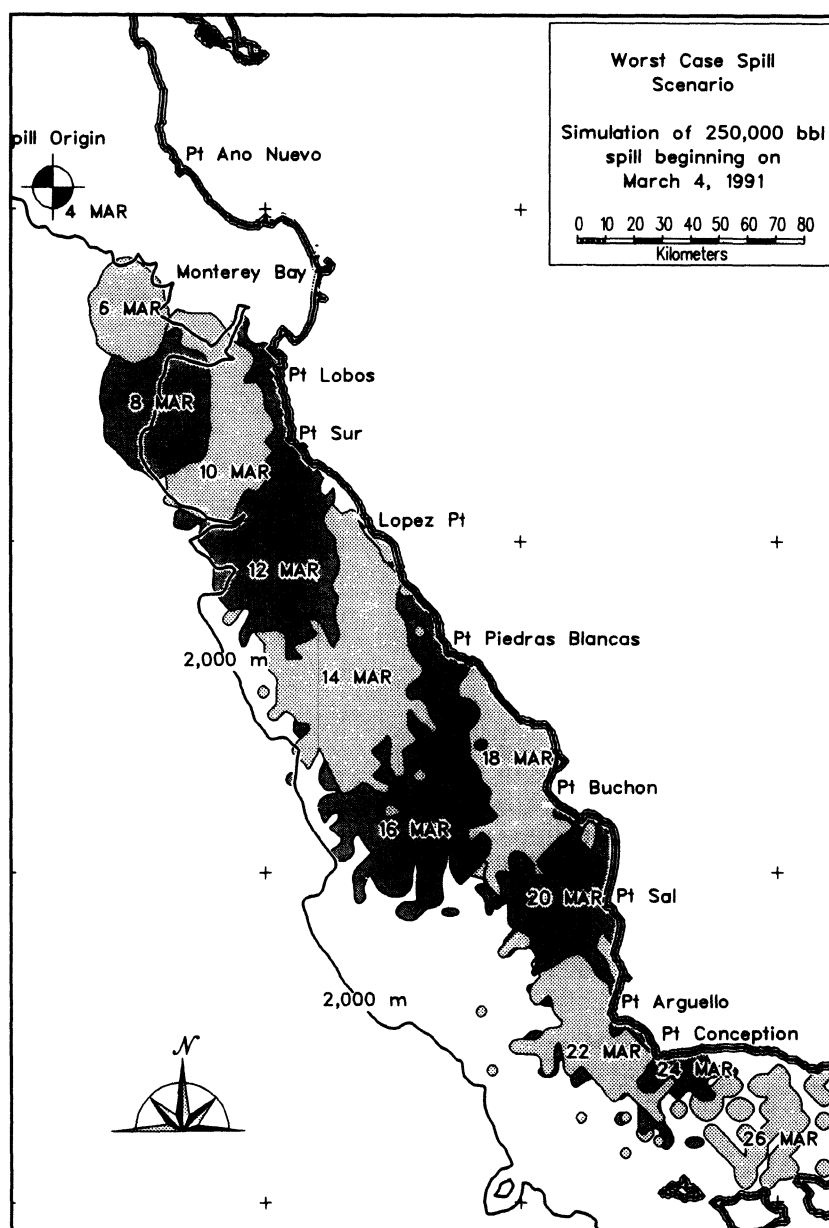 Worst Case Spill
Scenario
Simulation of 250,000 bbl
spill beginning on
March 4, 1991
0 10 20 30 40 50 60 70 80
Kilometers
pill Origin
4 MAR
Pt Ano Nuevo
Monterey Bay
6 MAR
Pt Lobos
8 MAR
Pt Sur
10 MAR
Lopez Pt
12 MAR
Pt Piedras Blancas
2,000 m
14 MAR
18 MAR
Pt Buchon
16 MAR
20 MAR
Pt Sal
2,000 m
Pt Arguello
Pt Conception
22 MAR
24 MAR
26 MAR
N